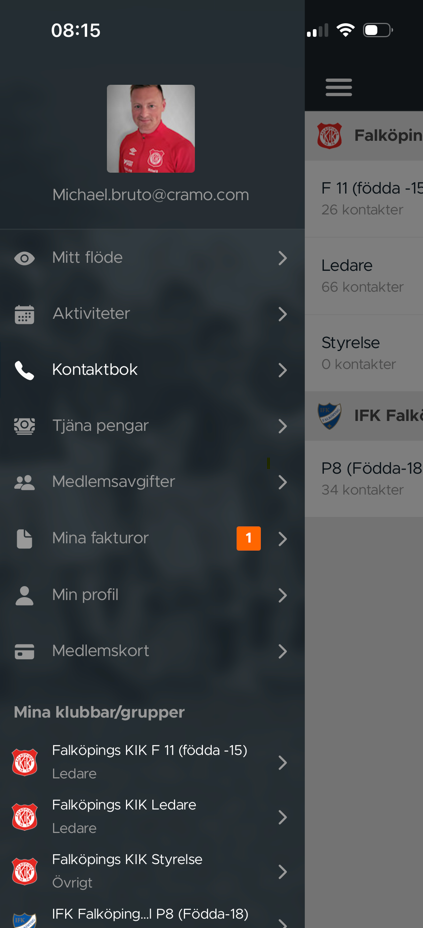 08:15
Michael.bruto@cramo.com
Mitt flöde
Aktiviteter
Kontaktbok
Tjäna pengar
Medlemsavgifter
Mina fakturor 1
Min profil
Medlemskort
Mina klubbar/grupper
Falköpings KIK F 11 (födda -15)
Ledare
Falköpings KIK Ledare
Ledare
Falköpings KIK Styrelse
Övrigt
IFK Falköping...l P8 (Födda-18)
Falköpin
F 11 (födda -15
26 kontakter
Ledare
66 kontakter
Styrelse
0 kontakter
IFK Falkö
P8 (Födda-18
34 kontakter